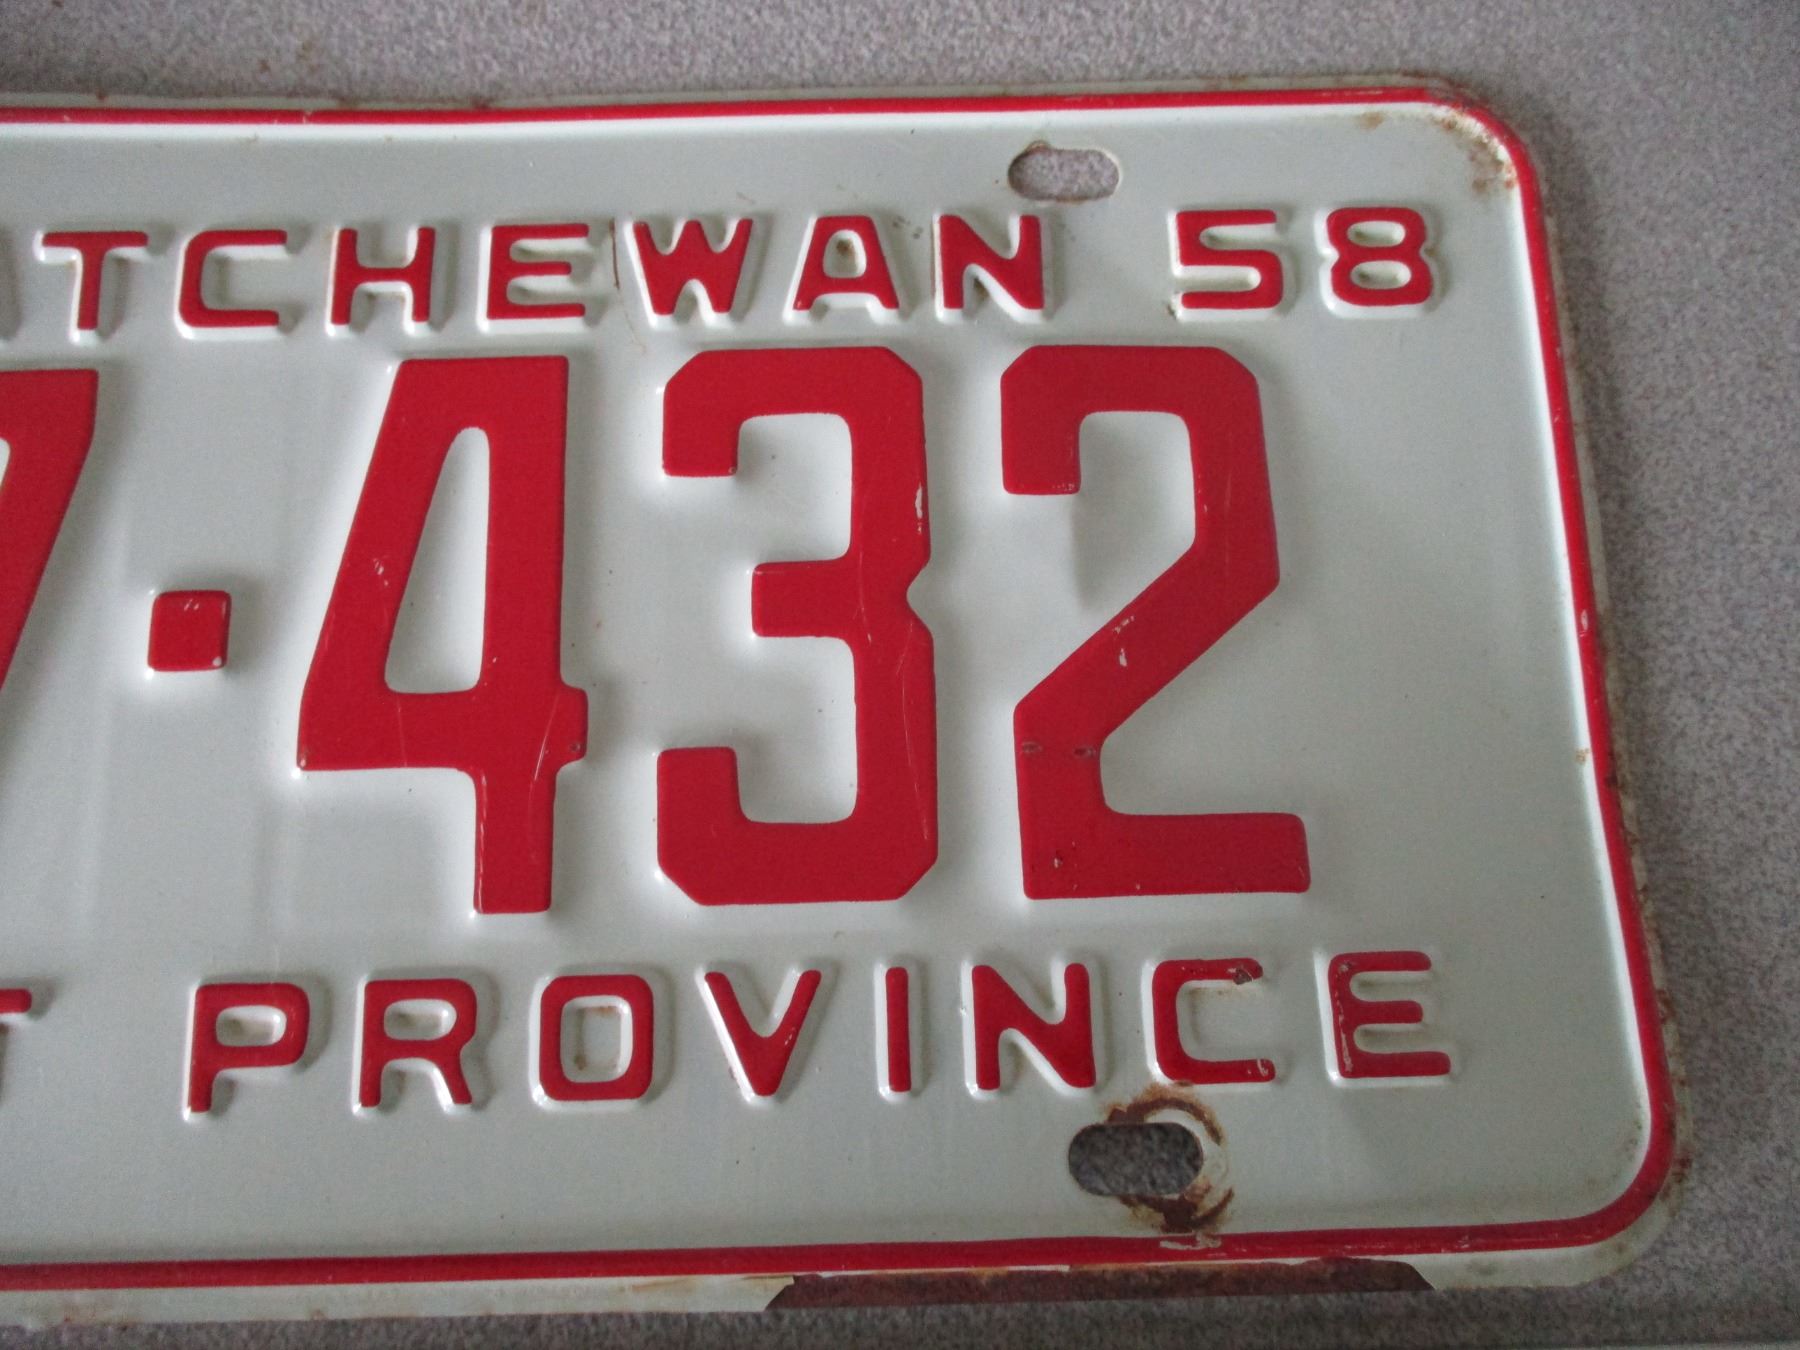 TCHEWAN 58
7·432
T PROVINCE